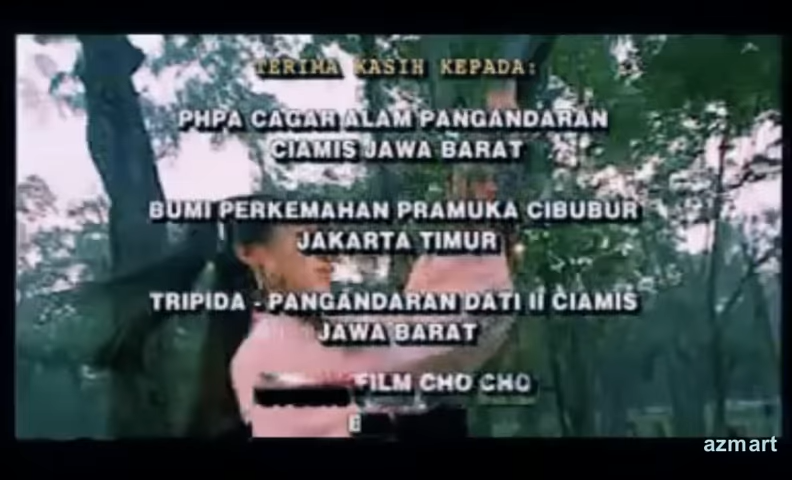 TERIMA KASIH KEPADA:
PHPA CAGAR ALAM PANGANDARAN
CIAMIS JAWA BARAT
BUMI PERKEMAHAN PRAMUKA CIBUBUR
JAKARTA TIMUR
TRIPIDA - PANGANDARAN DATI II CIAMIS
JAWA BARAT
FILM CHO CHO
azmart